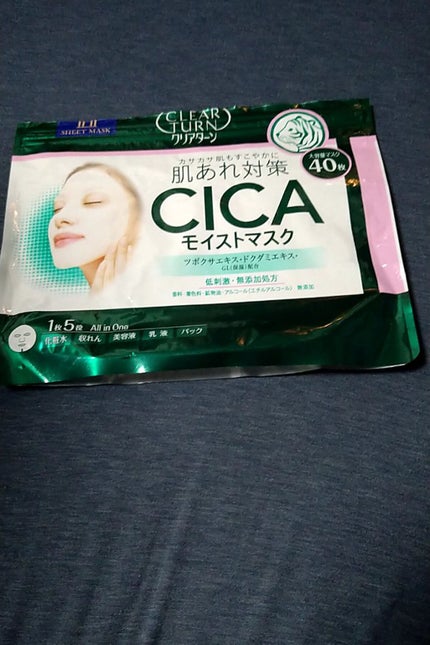 SHEET MASK
CLEAR
TURN
クリアターン
大容量マスク
40枚
カサカサ肌もすこやかに
肌あれ対策
CICA
モイストマスク
ツボクサエキス・ドクダミエキス・
GL(保湿)配合
低刺激・無添加処方
香料・着色料・鉱物油・アルコール(エチルアルコール) 無添加
1枚5役 All in One
化粧水 収れん 美容液 乳液 パック